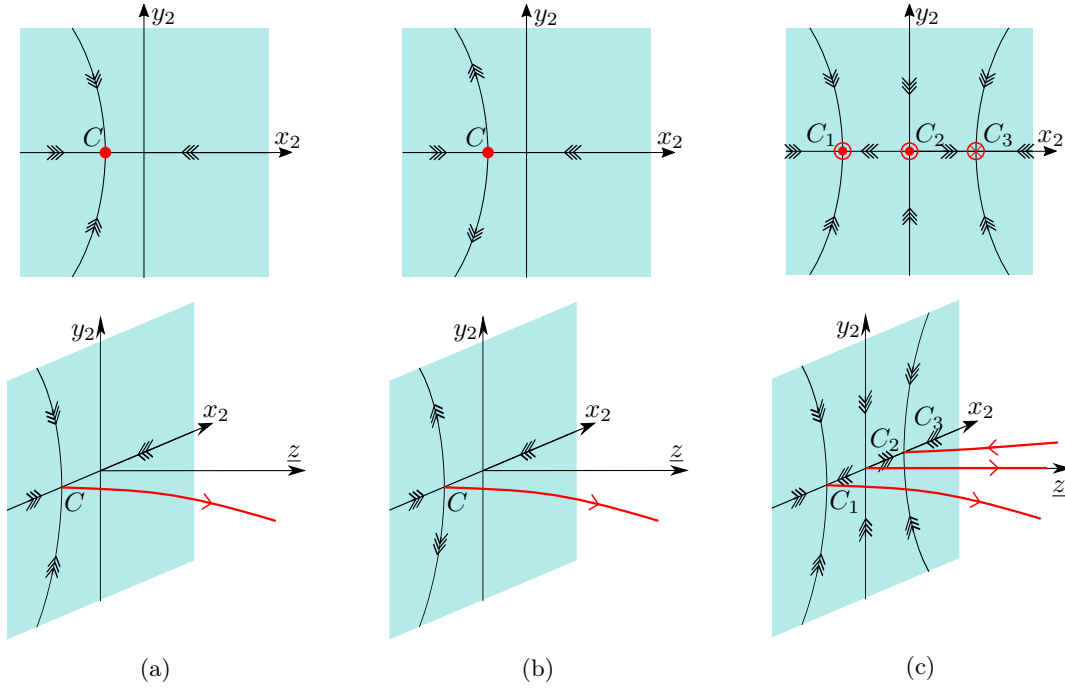 y₂
C
x₂
y₂
C
x₂
y₂
C₁
C₂
C₃
x₂
y₂
x₂
z
C
y₂
x₂
z
C
y₂
x₂
C₃
C₂
z
C₁
(a)
(b)
(c)